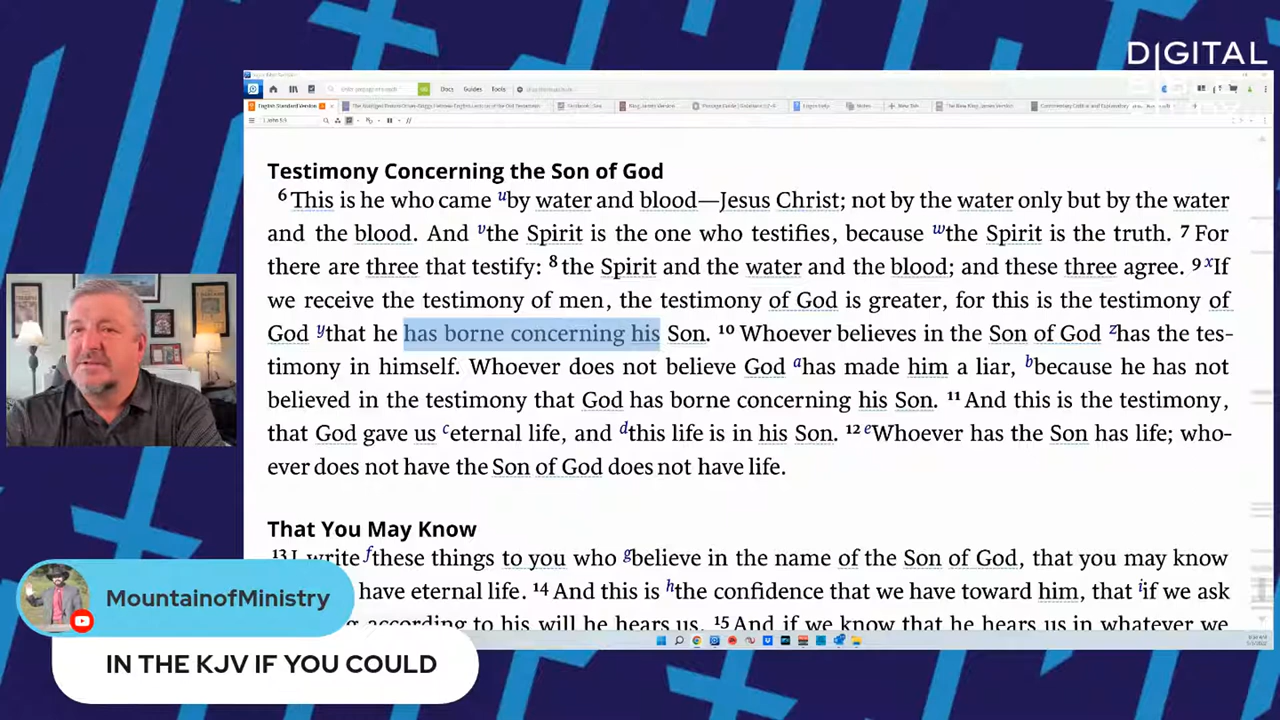 DIGITAL
Docs Guides Tools
English Standard Version
1 John 5:5
Testimony Concerning the Son of God
6 This is he who came u by water and blood—Jesus Christ; not by the water only but by the water
and the blood. And v the Spirit is the one who testifies, because w the Spirit is the truth. 7 For
there are three that testify: 8 the Spirit and the water and the blood; and these three agree. 9 x If
we receive the testimony of men, the testimony of God is greater, for this is the testimony of
God y that he has borne concerning his Son. 10 Whoever believes in the Son of God z has the tes-
timony in himself. Whoever does not believe God a has made him a liar, b because he has not
believed in the testimony that God has borne concerning his Son. 11 And this is the testimony,
that God gave us c eternal life, and d this life is in his Son. 12 e Whoever has the Son has life; who-
ever does not have the Son of God does not have life.
That You May Know
13 I write f these things to you who g believe in the name of the Son of God, that you may know
have eternal life. 14 And this is h the confidence that we have toward him, that i if we ask
according to his will he hears us. 15 And if we know that he hears us in whatever we
MountainofMinistry
IN THE KJV IF YOU COULD